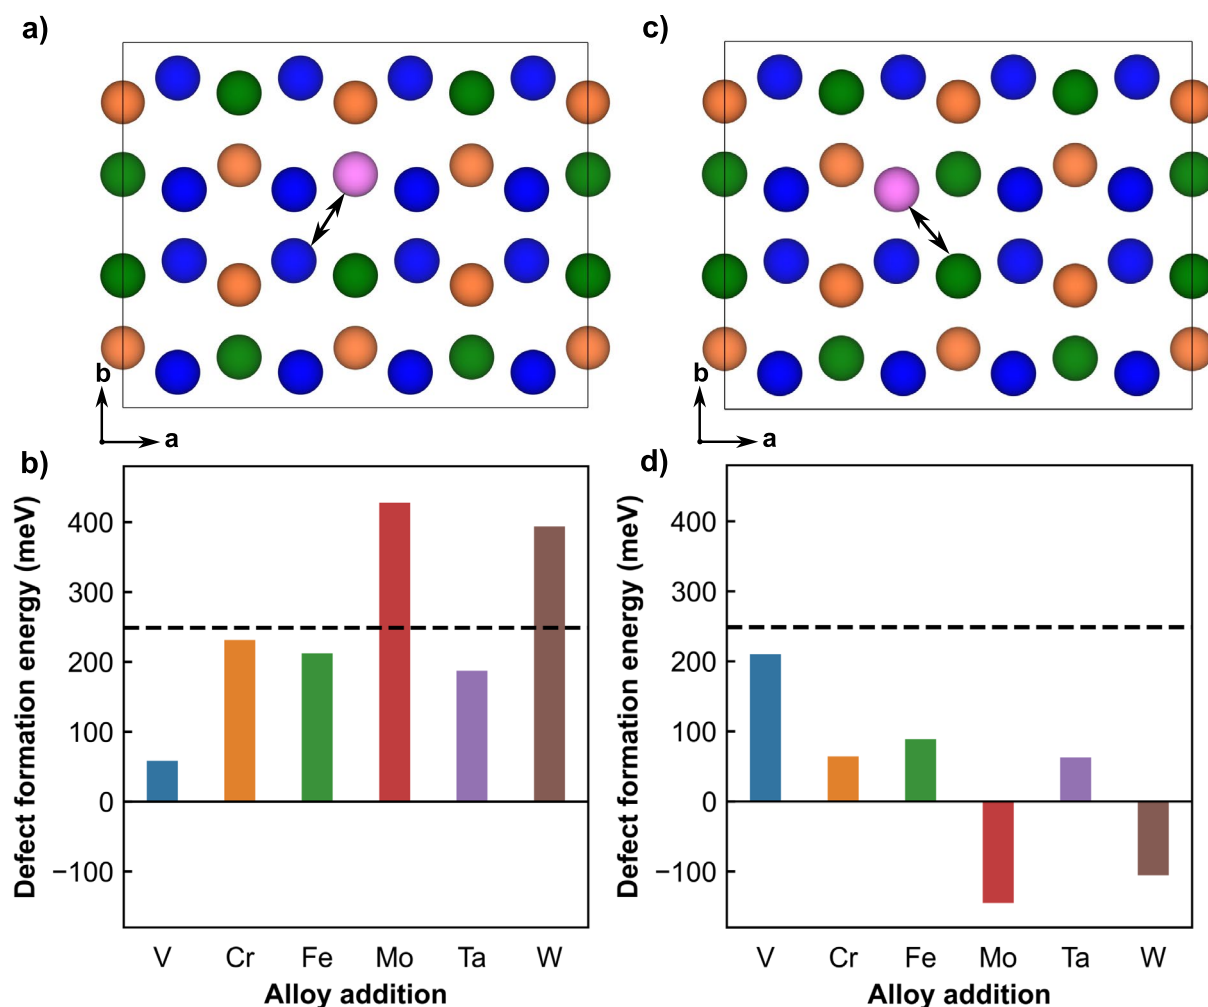 a)
b
a
c)
b
a
b)
Defect formation energy (meV)
400
300
200
100
0
−100
V Cr Fe Mo Ta W
Alloy addition
d)
Defect formation energy (meV)
400
300
200
100
0
−100
V Cr Fe Mo Ta W
Alloy addition